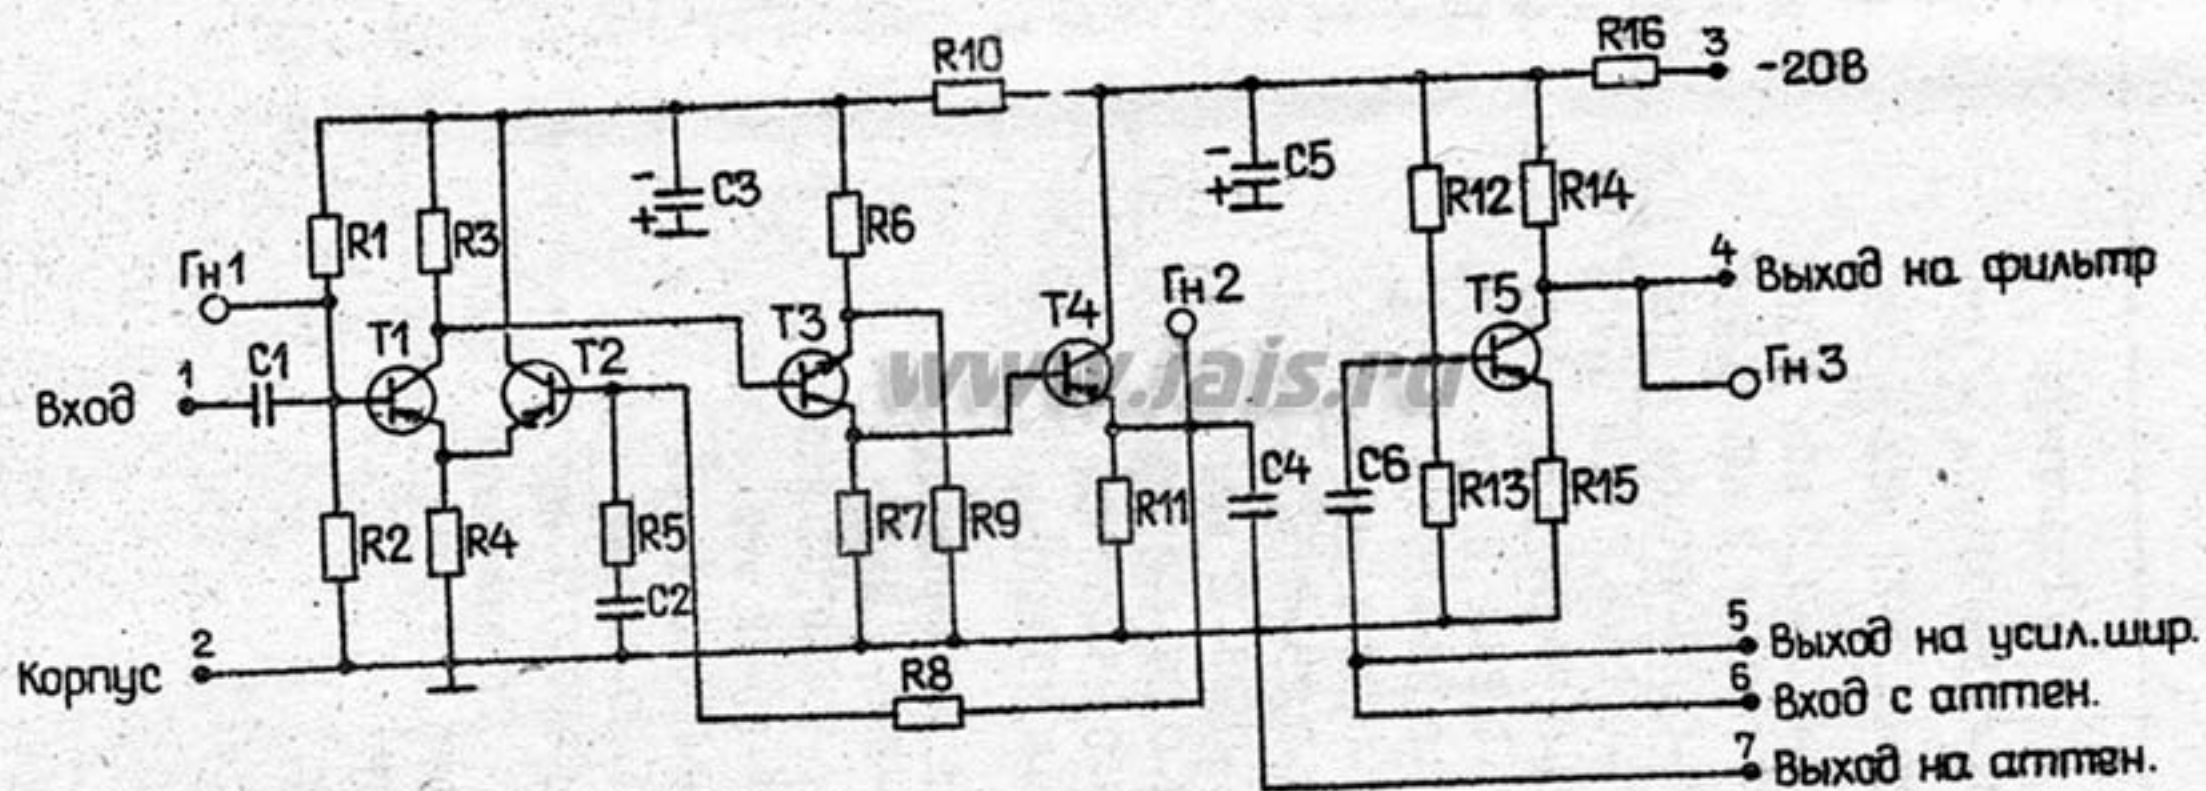 R10
R16
3
-20В
C3
C5
-
+
-
+
R1
R3
R6
R12
R14
Гн1
Гн2
4
Выход на фильтр
T1
T2
T3
T4
T5
Гн3
www.jais.ru
Вход
1
C1
C4
C6
R2
R4
R5
R7
R9
R11
R13
R15
C2
Корпус
2
R8
5
Выход на усил.шир.
6
Вход с аттен.
7
Выход на аттен.